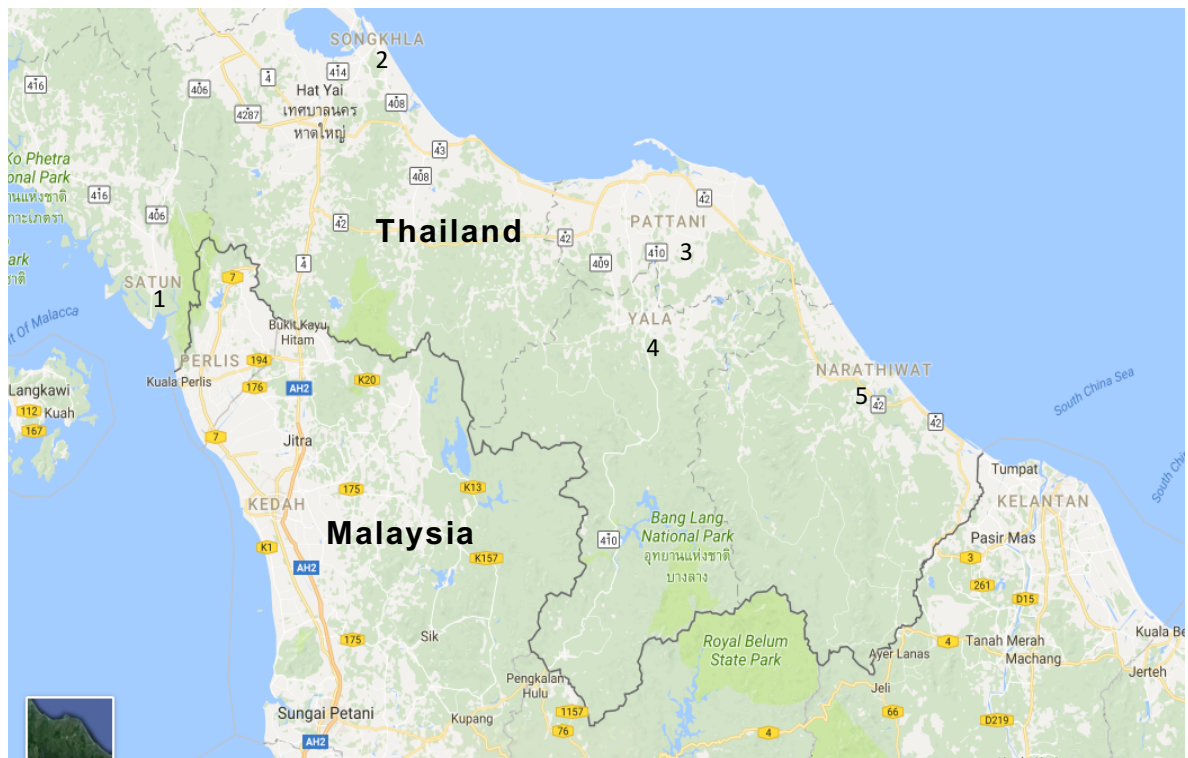 SONGKHLA
2
416
406
4
414
4287
Hat Yai
เทศบาลนคร
หาดใหญ่
408
43
Ko Phetra
onal Park
416
408
406
42
Thailand
42
PATTANI
42
3
410
409
4
7
SATUN
1
YALA
4
Bukit Kayu
Hitam
PERLIS
194
Kuala Perlis
176
AH2
K20
NARATHIWAT
5
42
42
South China Sea
Langkawi
112
Kuah
167
7
Jitra
Tumpat
KELANTAN
KEDAH
175
K13
Malaysia
Bang Lang
National Park
อุทยานแห่งชาติ
บางลาง
410
Pasir Mas
K1
AH2
K157
3
261
D15
175
Sik
Royal Belum
State Park
4
Tanah Merah
Machang
Kuala Be
Ayer Lanas
Jerteh
Pengkalan
Hulu
Jeli
Sungai Petani
Kupang
1157
76
66
D219
4
AH2